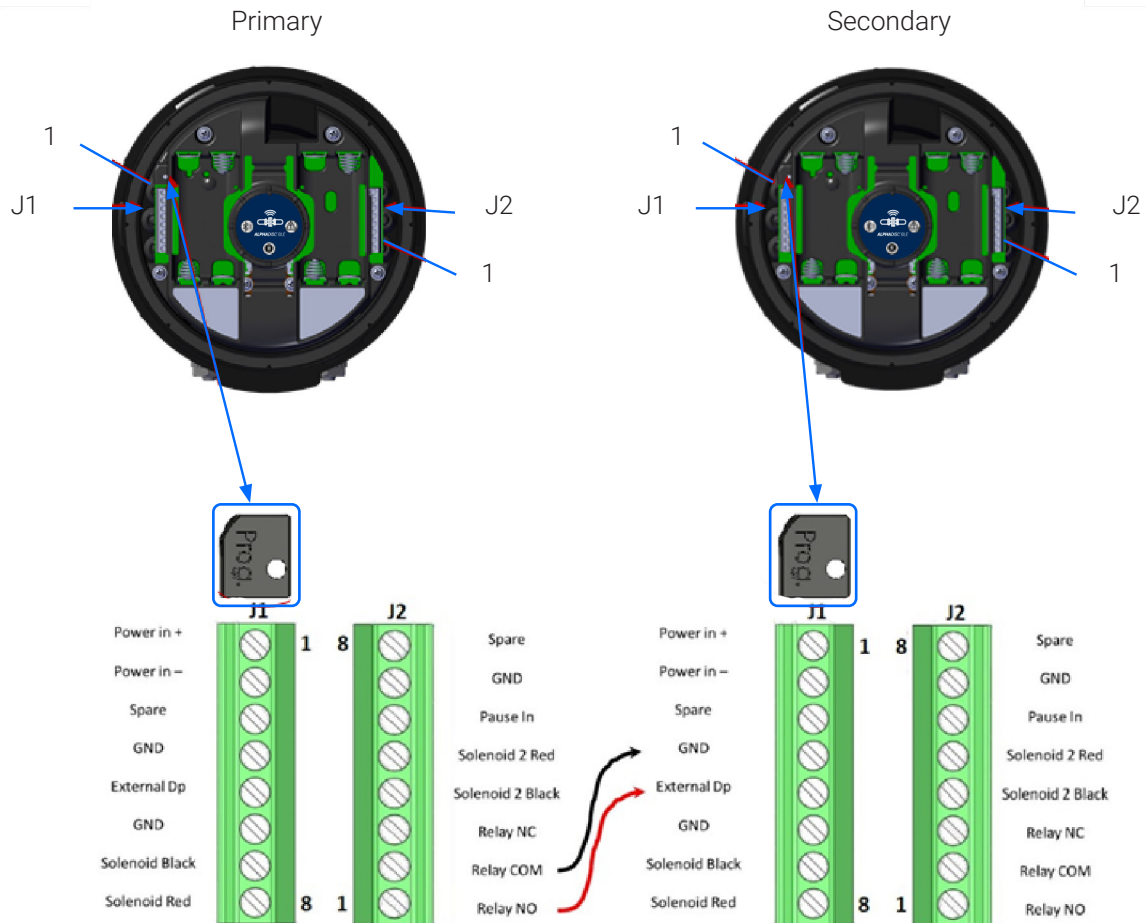 Primary
Secondary
1
J1
J2
1
1
J1
J2
1
ALPHADISC
ALPHADISC
Prog.
Prog.
J1
J2
J1
J2
Power in +
1
8
Spare
Power in +
1
8
Spare
Power in –
GND
Power in –
GND
Spare
Pause In
Spare
Pause In
GND
Solenoid 2 Red
GND
Solenoid 2 Red
External Dp
Solenoid 2 Black
External Dp
Solenoid 2 Black
GND
Relay NC
GND
Relay NC
Solenoid Black
Relay COM
Solenoid Black
Relay COM
Solenoid Red
8
1
Relay NO
Solenoid Red
8
1
Relay NO